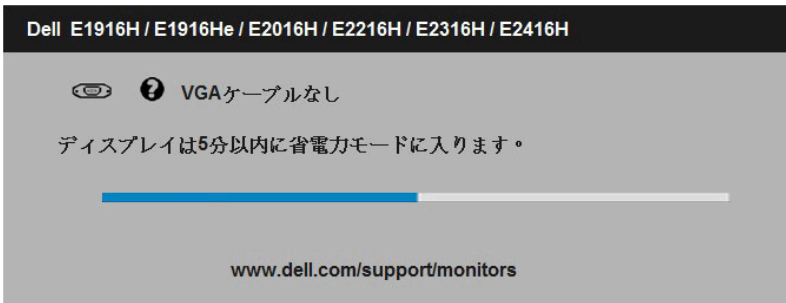 Dell E1916H / E1916He / E2016H / E2216H / E2316H / E2416H
? VGAケーブルなし
ディスプレイは5分以内に省電力モードに入ります。
www.dell.com/support/monitors